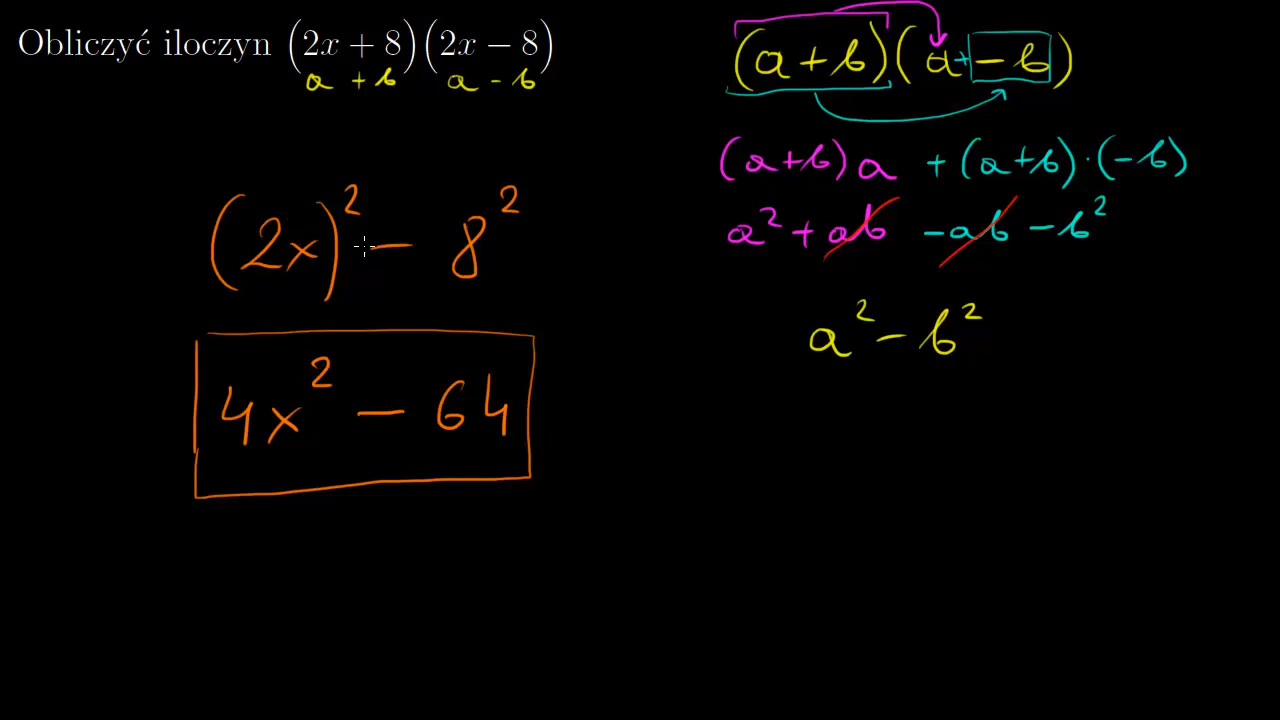 Obliczyć iloczyn (2x + 8)(2x − 8)
a + b a - b
(2x)² − 8²
4x² − 64
(a + b)(a + − b)
(a+b)a + (a+b)·(−b)
a² + ab − ab − b²
a² − b²